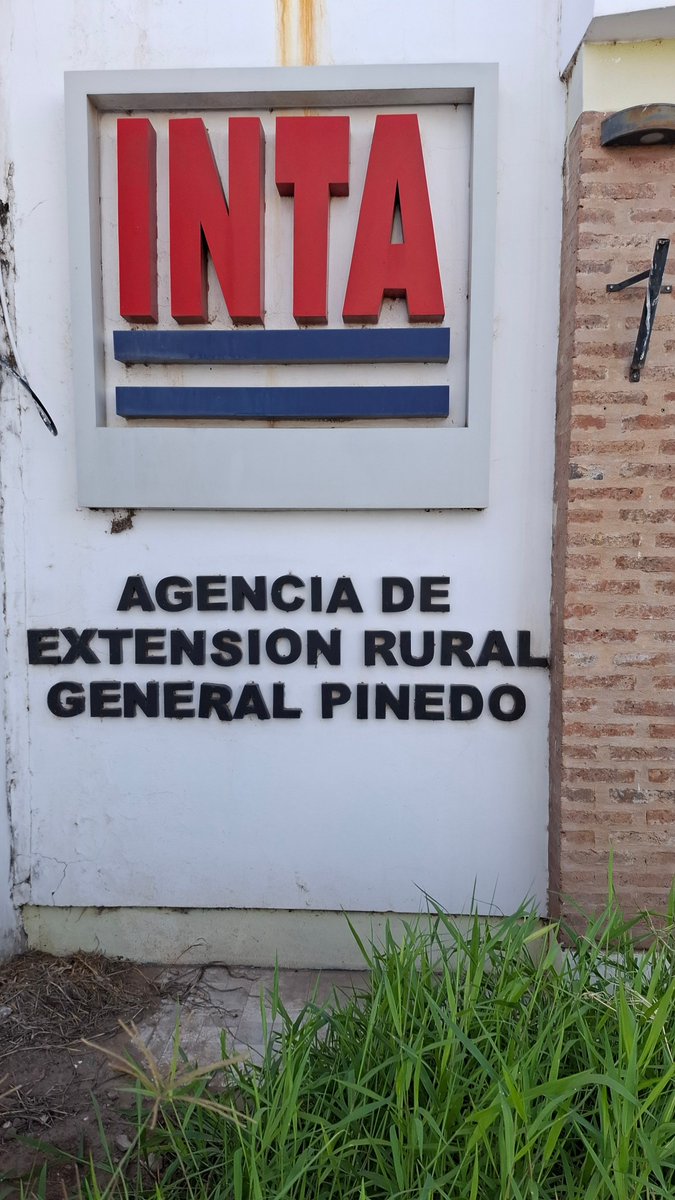 INTA
AGENCIA DE
EXTENSION RURAL
GENERAL PINEDO